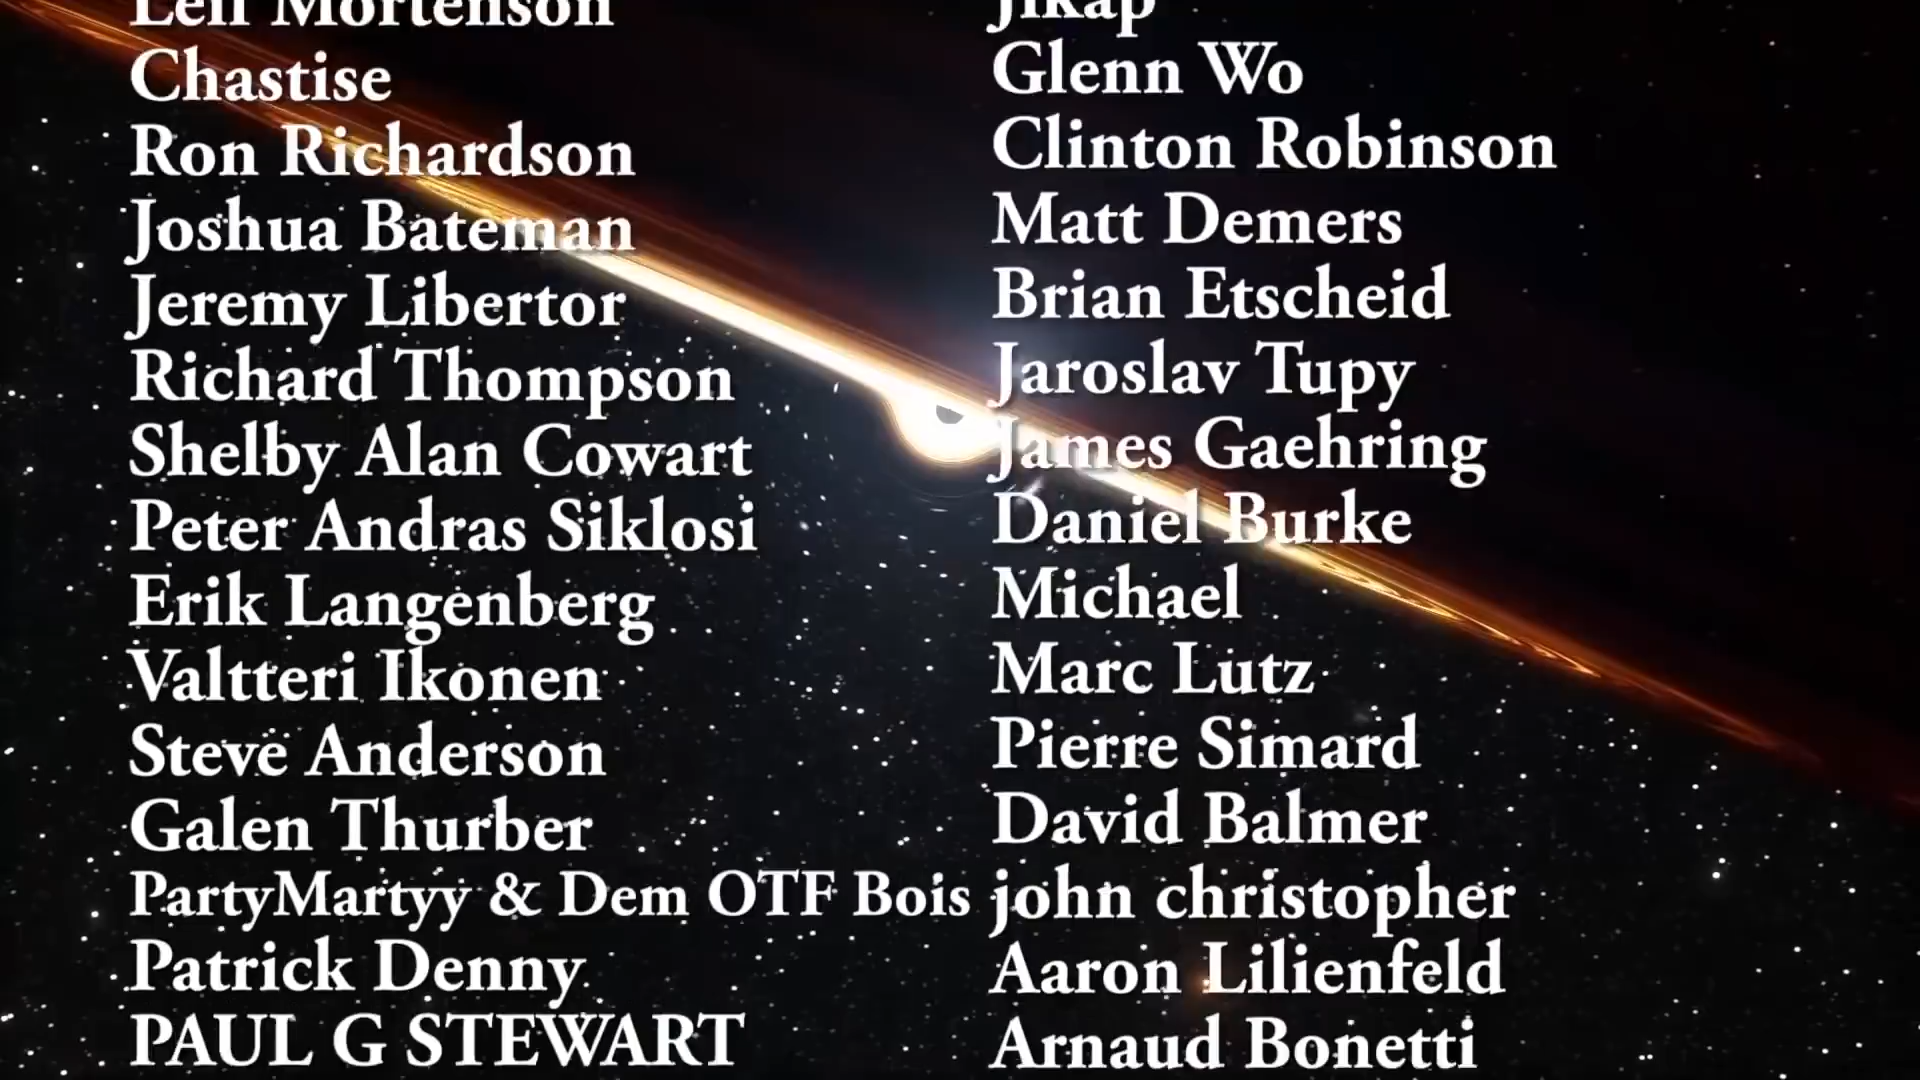 Leif Mortenson
Chastise
Ron Richardson
Joshua Bateman
Jeremy Libertor
Richard Thompson
Shelby Alan Cowart
Peter Andras Siklosi
Erik Langenberg
Valtteri Ikonen
Steve Anderson
Galen Thurber
PartyMartyy & Dem OTF Bois
Patrick Denny
PAUL G STEWART
Jikap
Glenn Wo
Clinton Robinson
Matt Demers
Brian Etscheid
Jaroslav Tupy
James Gaehring
Daniel Burke
Michael
Marc Lutz
Pierre Simard
David Balmer
john christopher
Aaron Lilienfeld
Arnaud Bonetti